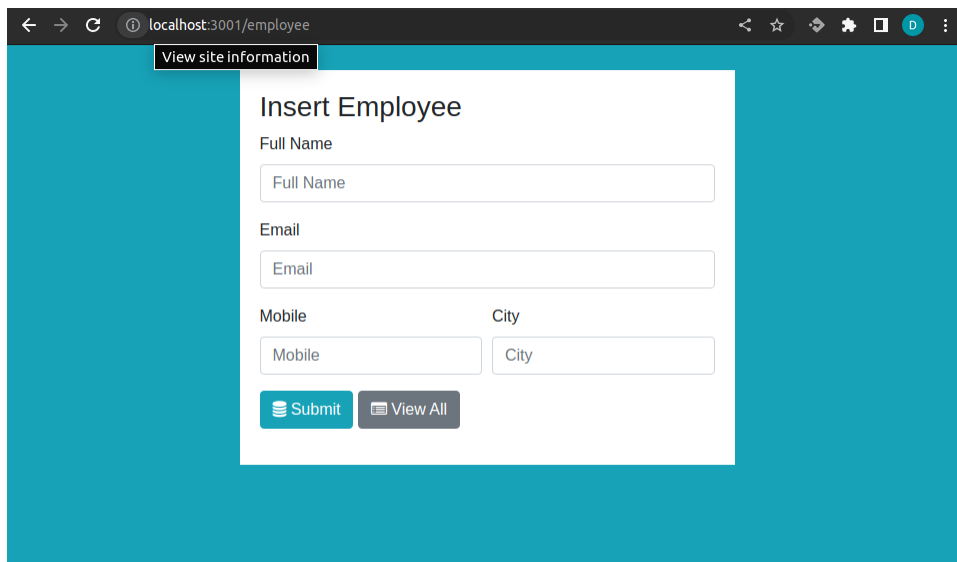 localhost:3001/employee
D
View site information
Insert Employee
Full Name
Full Name
Email
Email
Mobile City
Mobile City
Submit View All